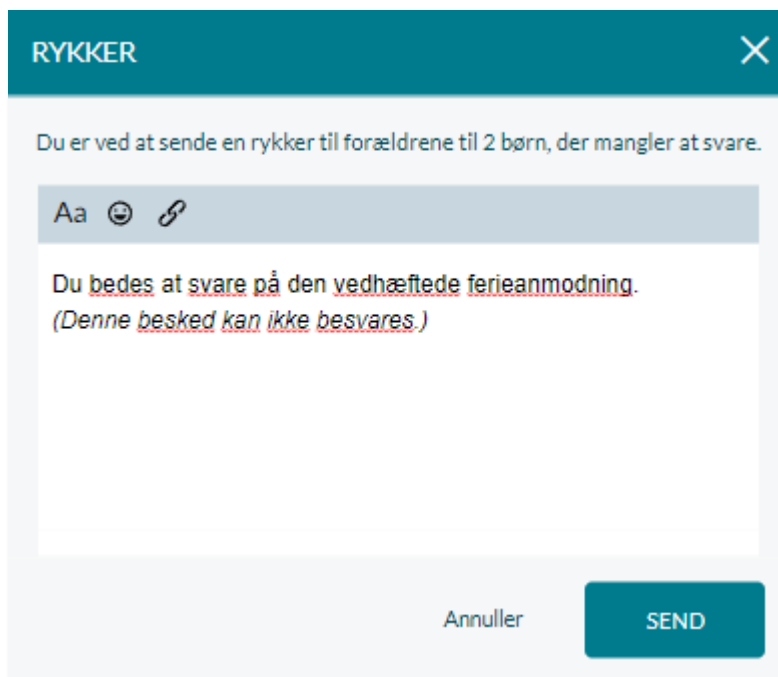 RYKKER
Du er ved at sende en rykker til forældrene til 2 børn, der mangler at svare.
Aa
Du bedes at svare på den vedhæftede ferieanmodning.
(Denne besked kan ikke besvares.)
Annuller
SEND